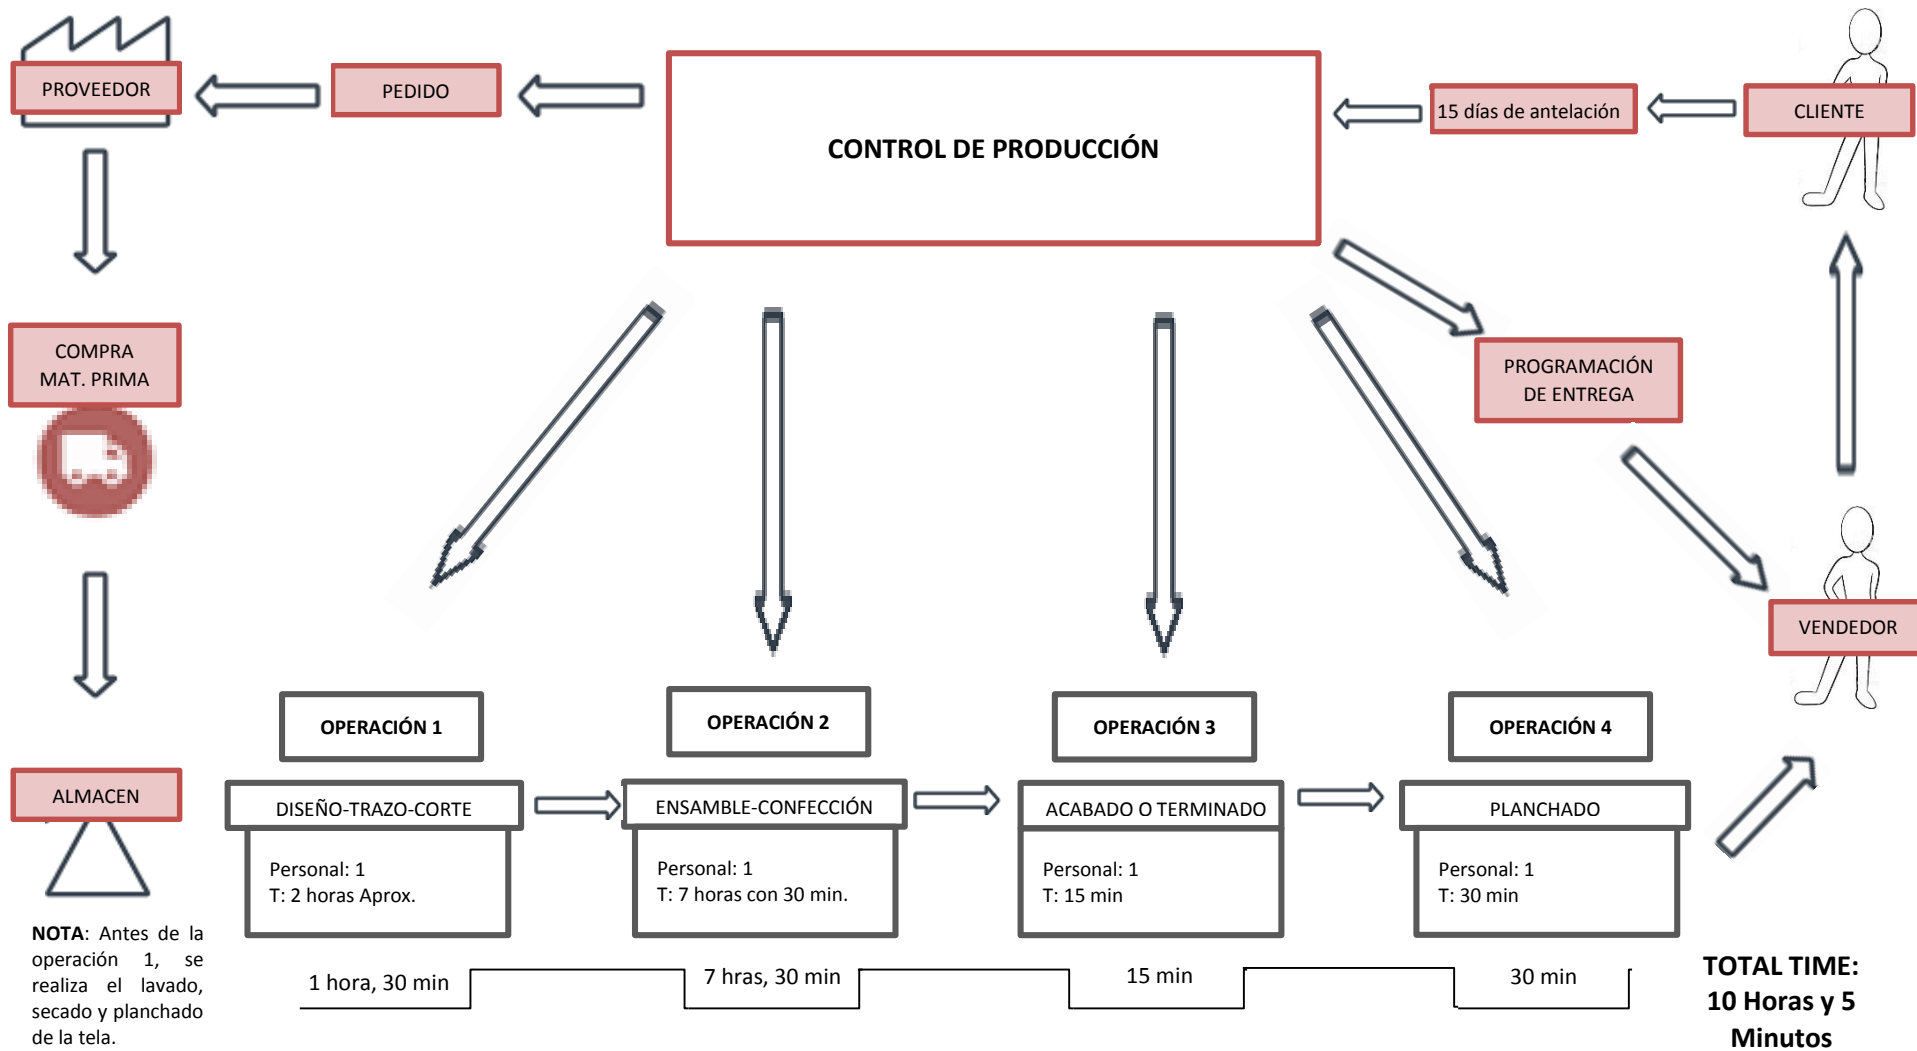 PROVEEDOR
PEDIDO
CONTROL DE PRODUCCIÓN
15 días de antelación
CLIENTE
COMPRA
MAT. PRIMA
PROGRAMACIÓN
DE ENTREGA
VENDEDOR
ALMACEN
NOTA: Antes de la
operación 1, se
realiza el lavado,
secado y planchado
de la tela.
OPERACIÓN 1
DISEÑO-TRAZO-CORTE
Personal: 1
T: 2 horas Aprox.
1 hora, 30 min
OPERACIÓN 2
ENSAMBLE-CONFECCIÓN
Personal: 1
T: 7 horas con 30 min.
7 hras, 30 min
OPERACIÓN 3
ACABADO O TERMINADO
Personal: 1
T: 15 min
15 min
OPERACIÓN 4
PLANCHADO
Personal: 1
T: 30 min
30 min
TOTAL TIME:
10 Horas y 5
Minutos